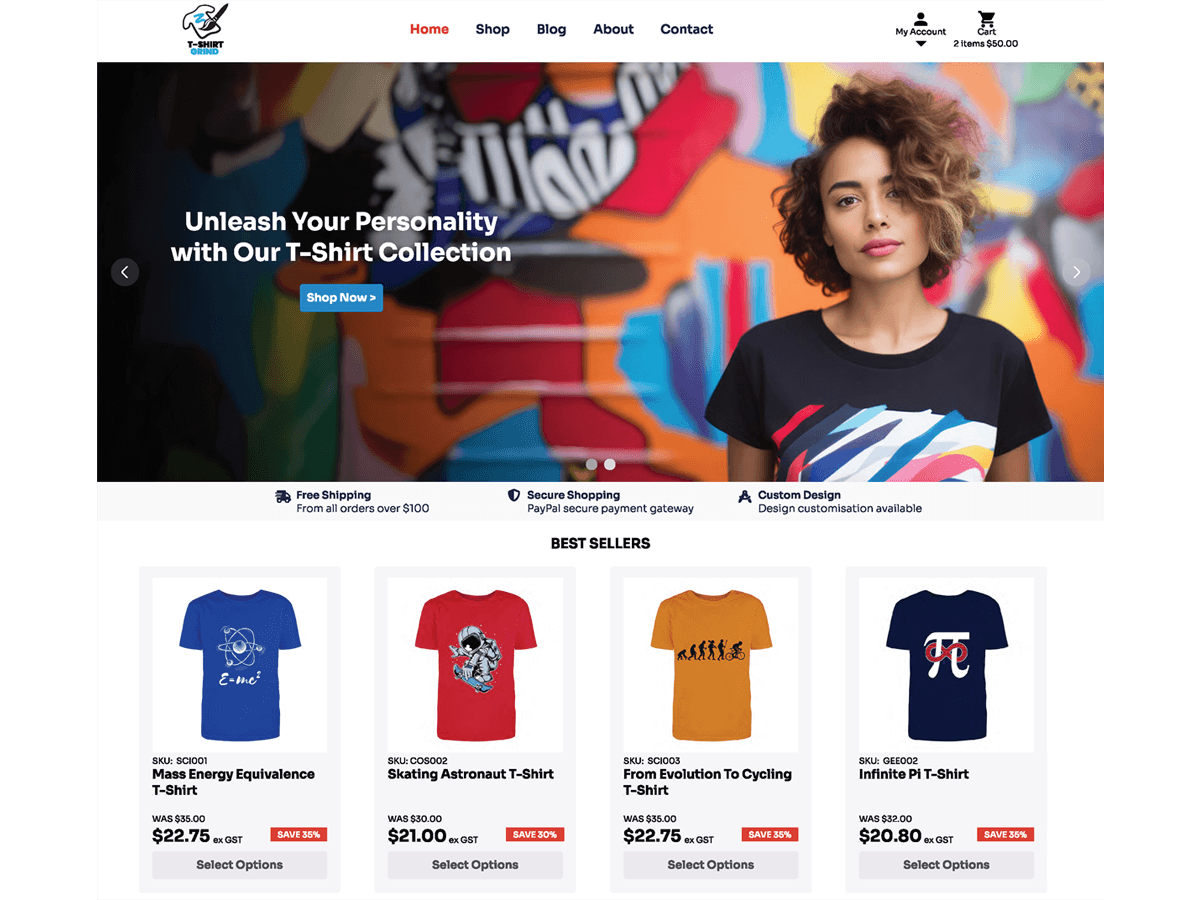 T-SHIRT
GRIND
Home
Shop
Blog
About
Contact
My Account
Cart
2 items $50.00
Unleash Your Personality
with Our T-Shirt Collection
Shop Now >
Free Shipping
From all orders over $100
Secure Shopping
PayPal secure payment gateway
Custom Design
Design customisation available
BEST SELLERS
E=mc²
SKU: SCI001
Mass Energy Equivalence
T-Shirt
WAS $35.00
$22.75 ex GST
SAVE 35%
Select Options
SKU: COS002
Skating Astronaut T-Shirt
WAS $30.00
$21.00 ex GST
SAVE 30%
Select Options
SKU: SCI003
From Evolution To Cycling
T-Shirt
WAS $35.00
$22.75 ex GST
SAVE 35%
Select Options
π
SKU: GEE002
Infinite Pi T-Shirt
WAS $32.00
$20.80 ex GST
SAVE 35%
Select Options